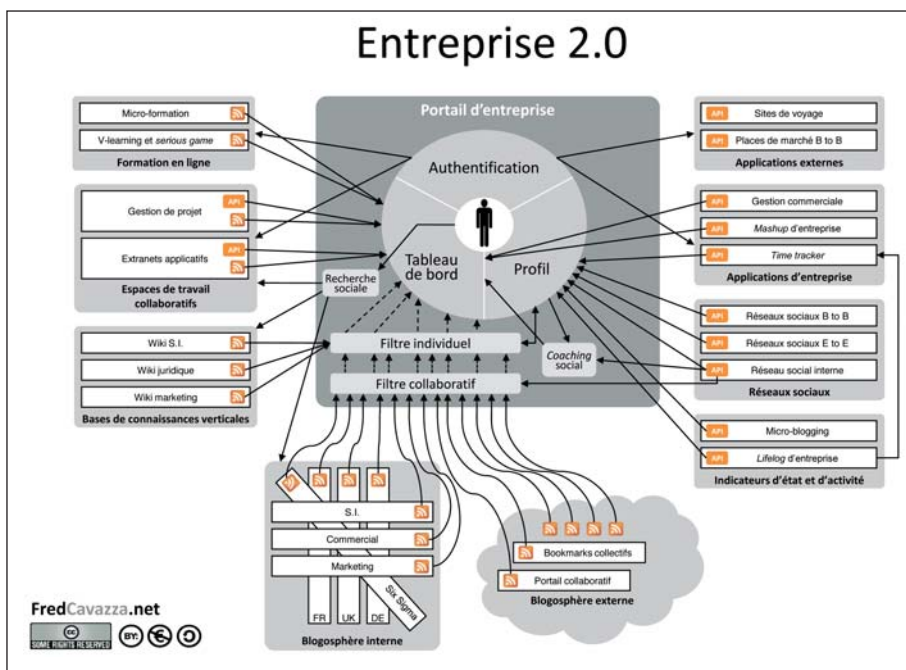 Entreprise 2.0
Portail d'entreprise
Authentification
Tableau
de bord
Profil
Recherche
sociale
Filtre individuel
Filtre collaboratif
Coaching
social
Micro-formation
V-learning et serious game
Formation en ligne
Gestion de projet
API
Extranets applicatifs
API
Espaces de travail
collaboratifs
Wiki S.I.
Wiki juridique
Wiki marketing
Bases de connaissances verticales
API Sites de voyage
API Places de marché B to B
Applications externes
API Gestion commerciale
API Mashup d'entreprise
API Time tracker
Applications d'entreprise
API Réseaux sociaux B to B
API Réseaux sociaux E to E
API Réseau social interne
Réseaux sociaux
API Micro-blogging
API Lifelog d'entreprise
Indicateurs d'état et d'activité
S.I.
Commercial
Marketing
FR UK DE
Six Sigma
Blogosphère interne
Bookmarks collectifs
Portail collaboratif
Blogosphère externe
FredCavazza.net
cc
SOME RIGHTS RESERVED
BY: